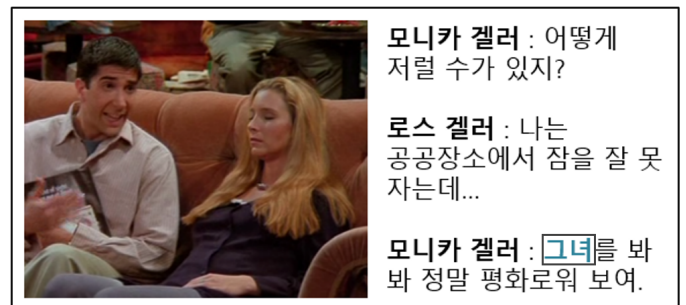 모니카 겔러 : 어떻게
저럴 수가 있지?
로스 겔러 : 나는
공공장소에서 잠을 잘 못
자는데...
모니카 겔러 : 그녀를 봐
봐 정말 평화로워 보여.